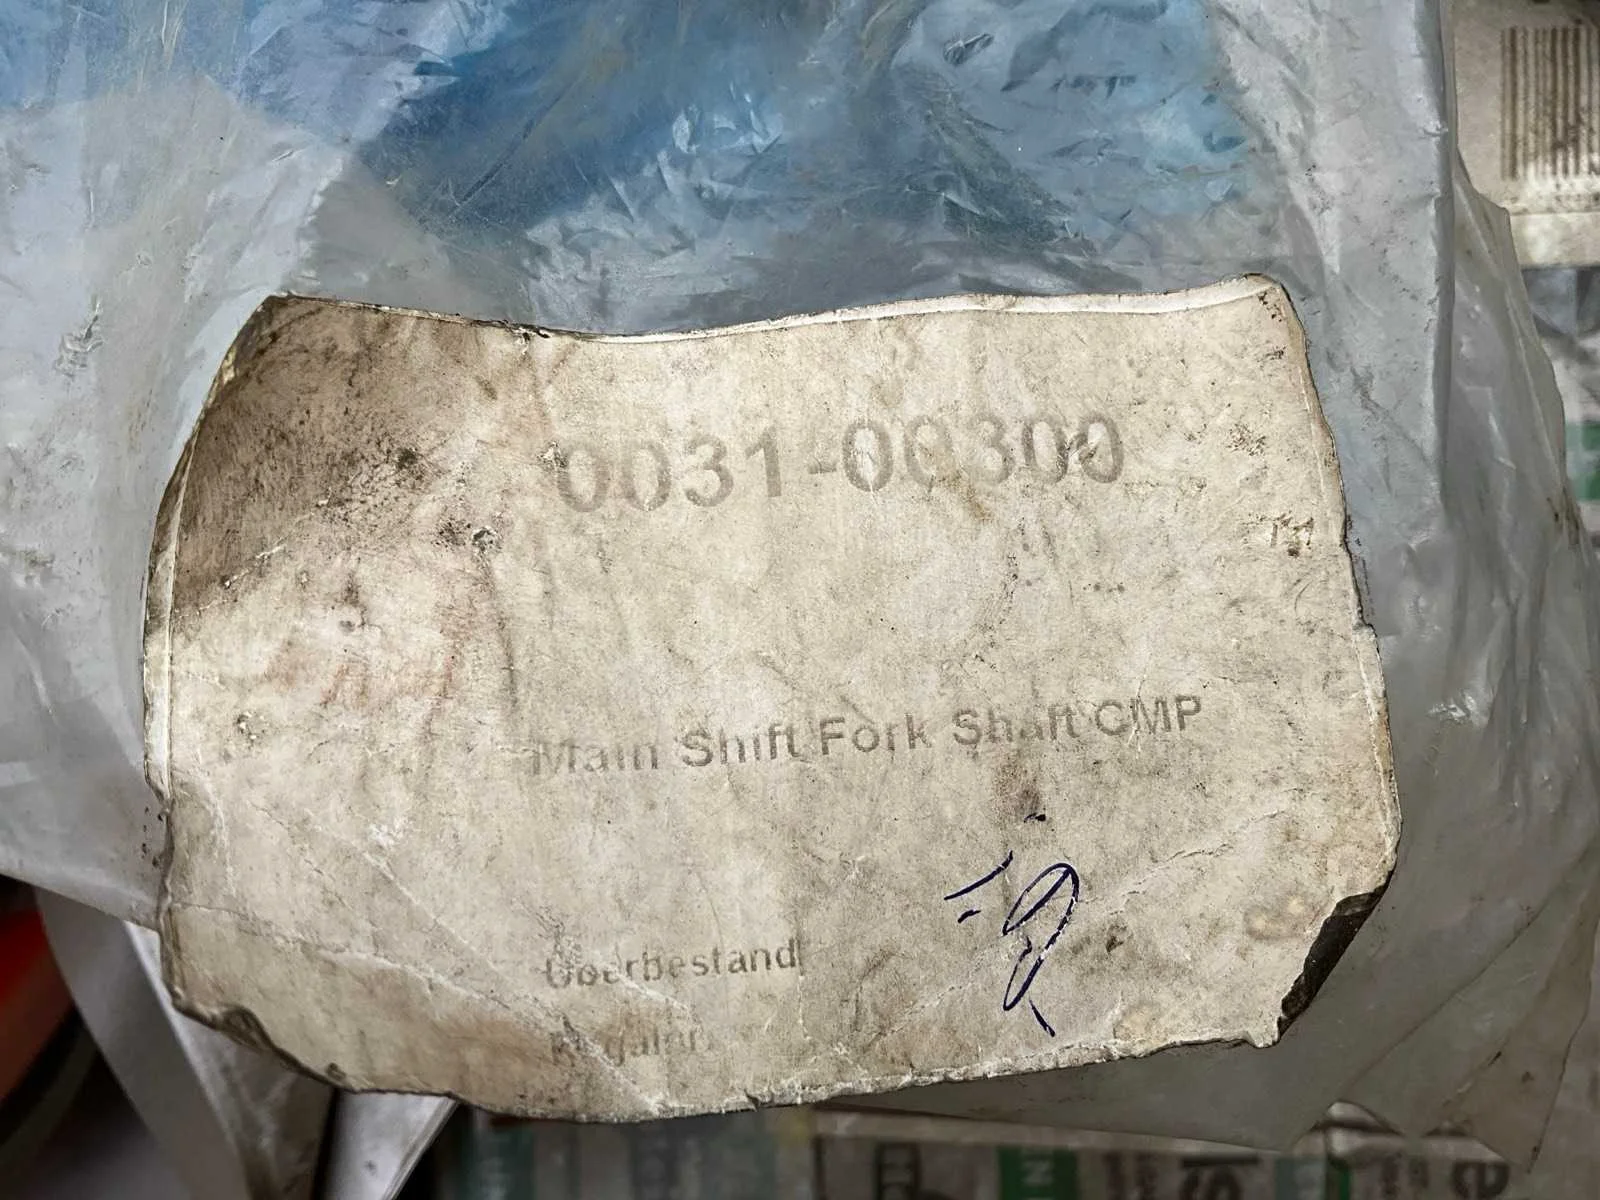 0031-00300
Main Shift Fork Shaft CMP
Überbestand